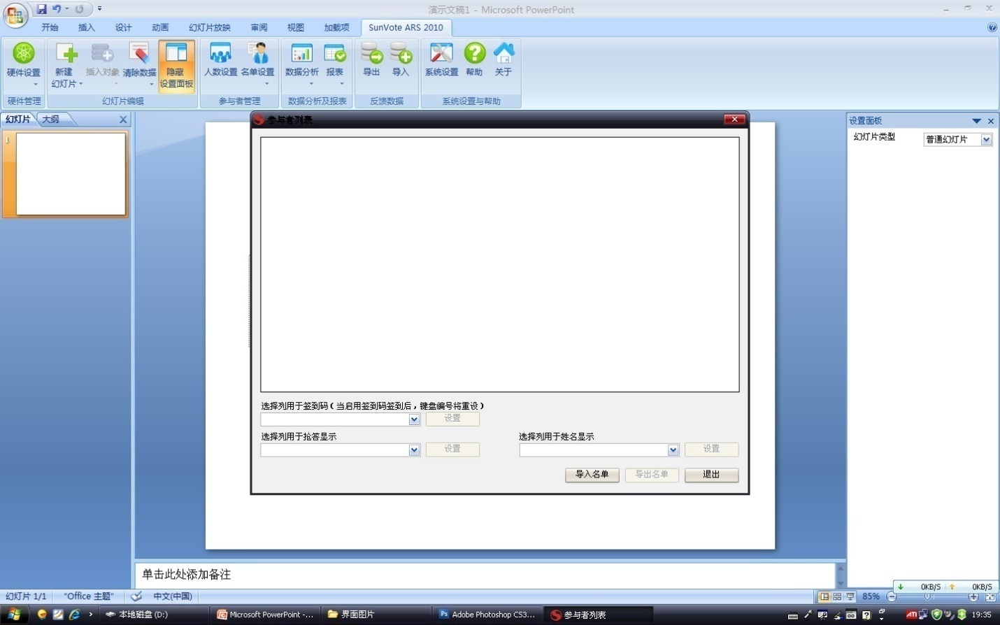 演示文稿1 - Microsoft PowerPoint
开始 插入 设计 动画 幻灯片放映 审阅 视图 加载项 SunVote ARS 2010
硬件设置 新建 幻灯片 插入对象 清除数据 隐藏 设置面板 人数设置 名单设置 数据分析 报表 导出 导入 系统设置 帮助 关于
硬件管理 幻灯片编辑 参与者管理 数据分析及报表 反馈数据 系统设置与帮助
幻灯片 大纲
1
参与者列表
设置面板
幻灯片类型 普通幻灯片
选择列用于签到码(当启用签到码签到后,键盘编号将重设)
设置
选择列用于抢答显示 选择列用于姓名显示
设置 设置
导入名单 导出名单 退出
单击此处添加备注
0KB/S 0KB/S
幻灯片 1/1 "Office 主题" 中文(中国) 85%
本地磁盘 (D:) Microsoft PowerPoint -... 界面图片 Adobe Photoshop CS3... 参与者列表 ATI 19:35